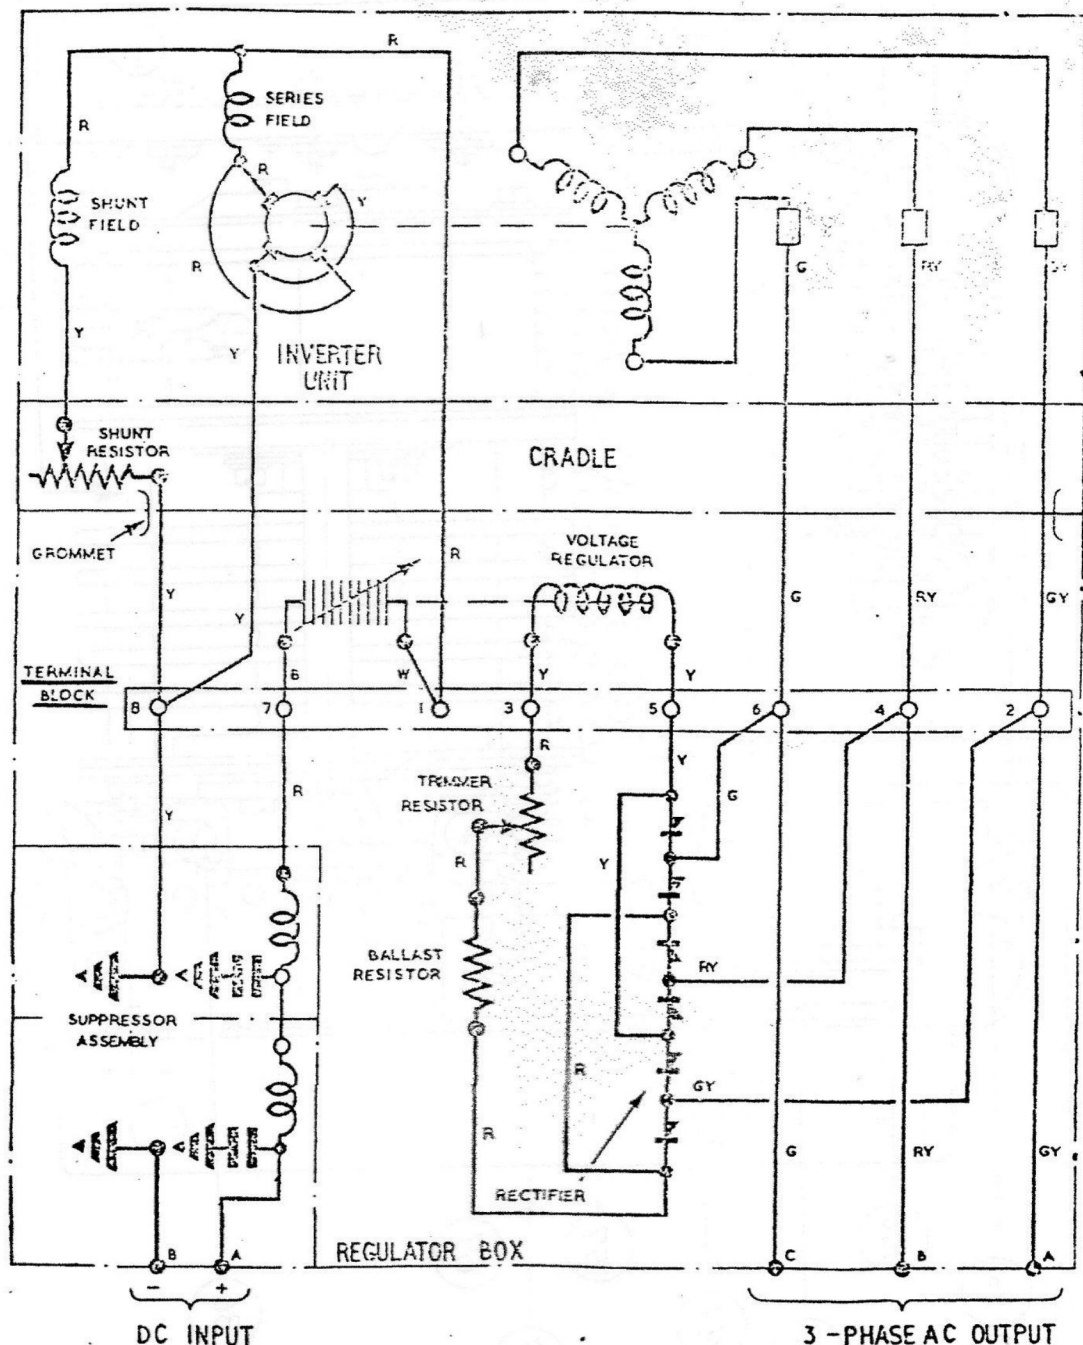 R
SERIES
FIELD
R
R
Y
SHUNT
FIELD
R
G
RY
GY
Y
Y
INVERTER
UNIT
SHUNT
RESISTOR
CRADLE
GROMMET
VOLTAGE
REGULATOR
R
Y
Y
G
RY
GY
B
W
Y
Y
TERMINAL
BLOCK
8
7
1
3
5
6
4
2
R
Y
G
R
TRIMMER
RESISTOR
Y
R
Y
BALLAST
RESISTOR
RY
SUPPRESSOR
ASSEMBLY
R
GY
R
G
RY
GY
RECTIFIER
REGULATOR BOX
B
A
C
B
A
- +
DC INPUT
3-PHASE AC OUTPUT